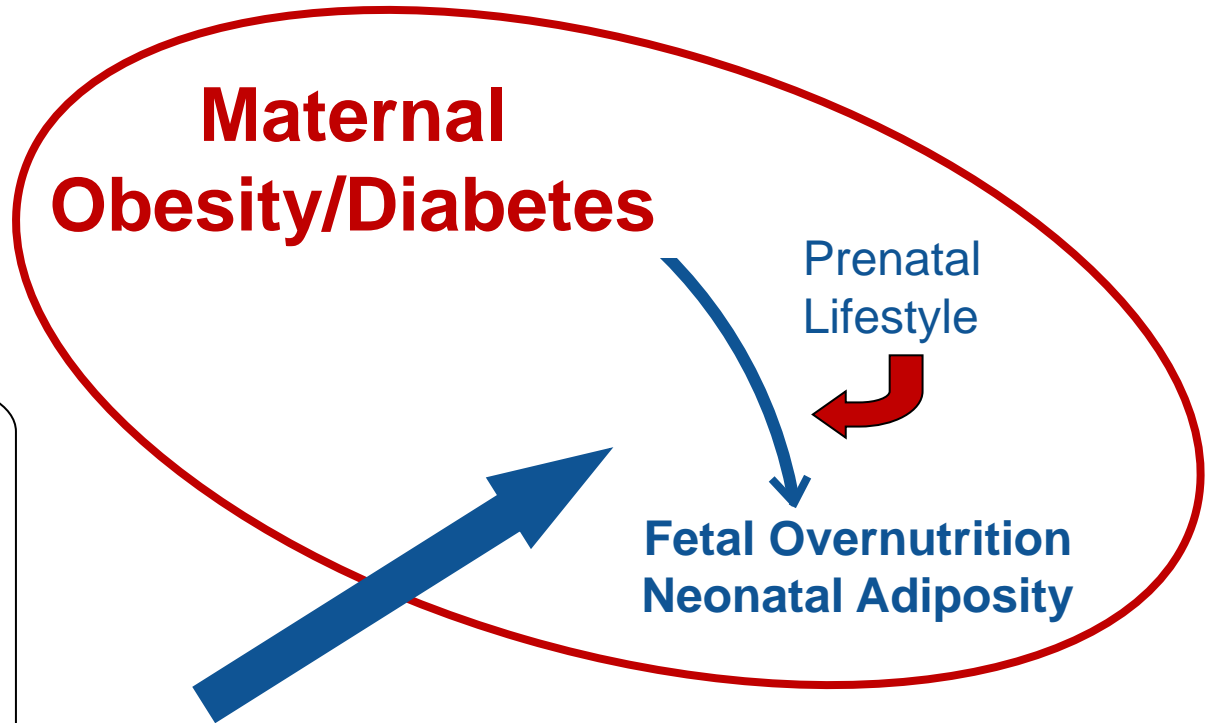 Maternal
Obesity/Diabetes
Prenatal
Lifestyle
Fetal Overnutrition
Neonatal Adiposity